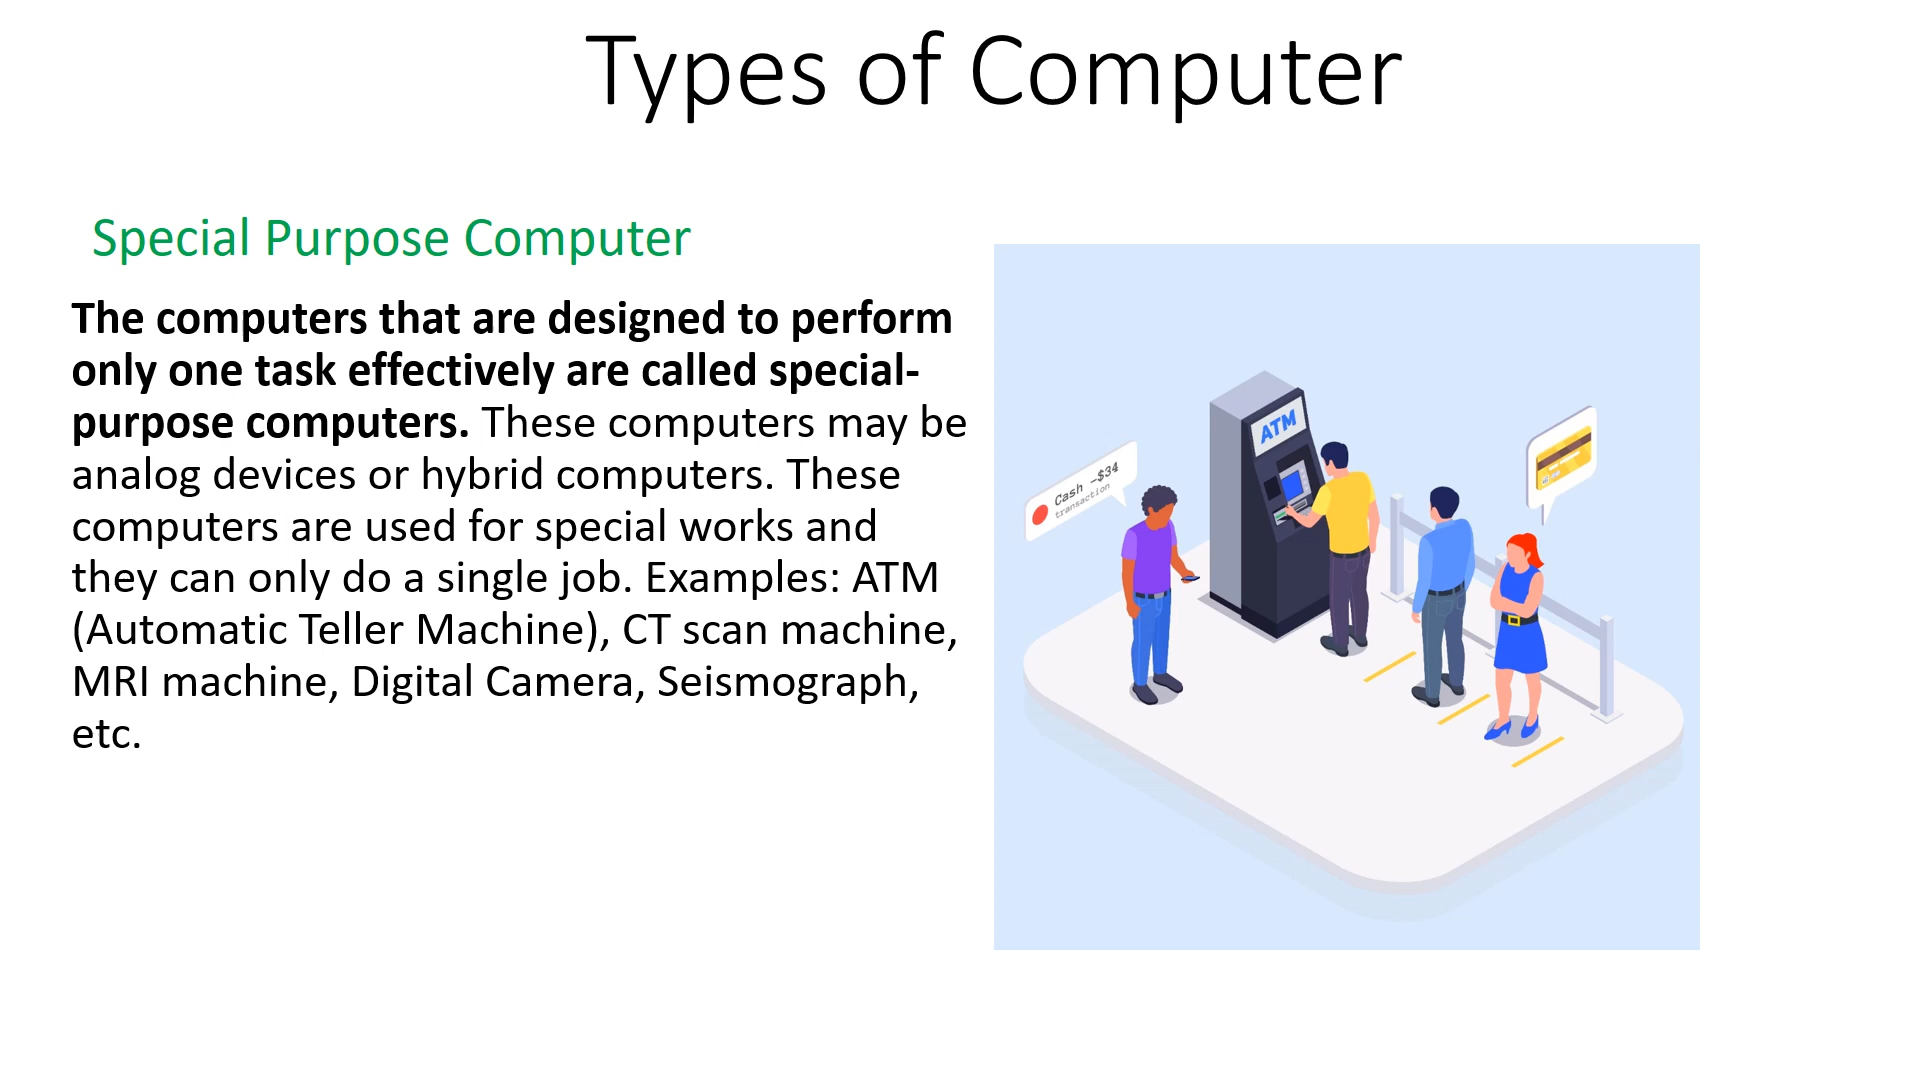 Types of Computer
Special Purpose Computer
The computers that are designed to perform
only one task effectively are called special-
purpose computers. These computers may be
analog devices or hybrid computers. These
computers are used for special works and
they can only do a single job. Examples: ATM
(Automatic Teller Machine), CT scan machine,
MRI machine, Digital Camera, Seismograph,
etc.
ATM
Cash -$34
transaction